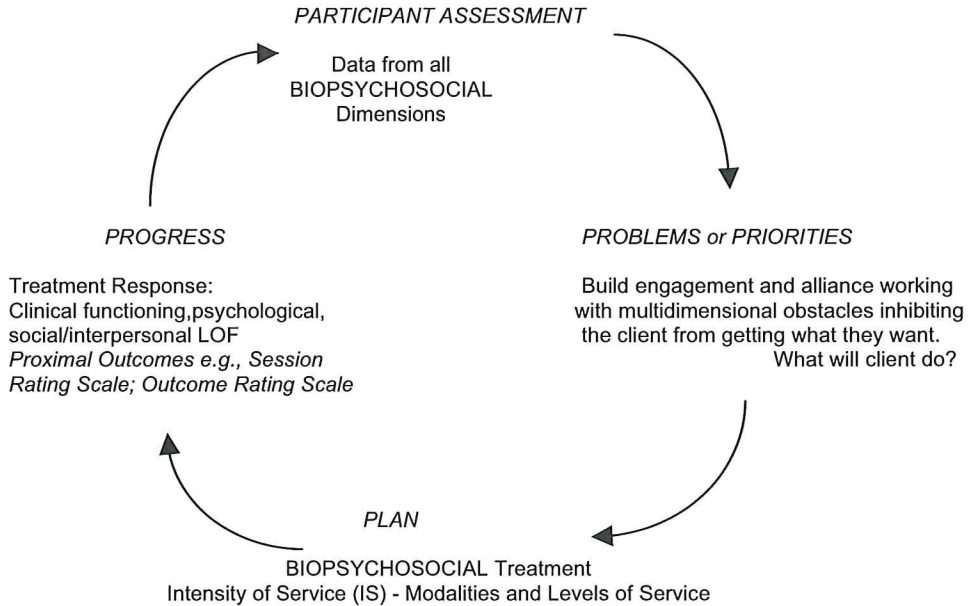 PARTICIPANT ASSESSMENT
Data from all
BIOPSYCHOSOCIAL
Dimensions
PROBLEMS or PRIORITIES
Build engagement and alliance working
with multidimensional obstacles inhibiting
the client from getting what they want.
What will client do?
PLAN
BIOPSYCHOSOCIAL Treatment
Intensity of Service (IS) - Modalities and Levels of Service
PROGRESS
Treatment Response:
Clinical functioning,psychological,
social/interpersonal LOF
Proximal Outcomes e.g., Session
Rating Scale; Outcome Rating Scale